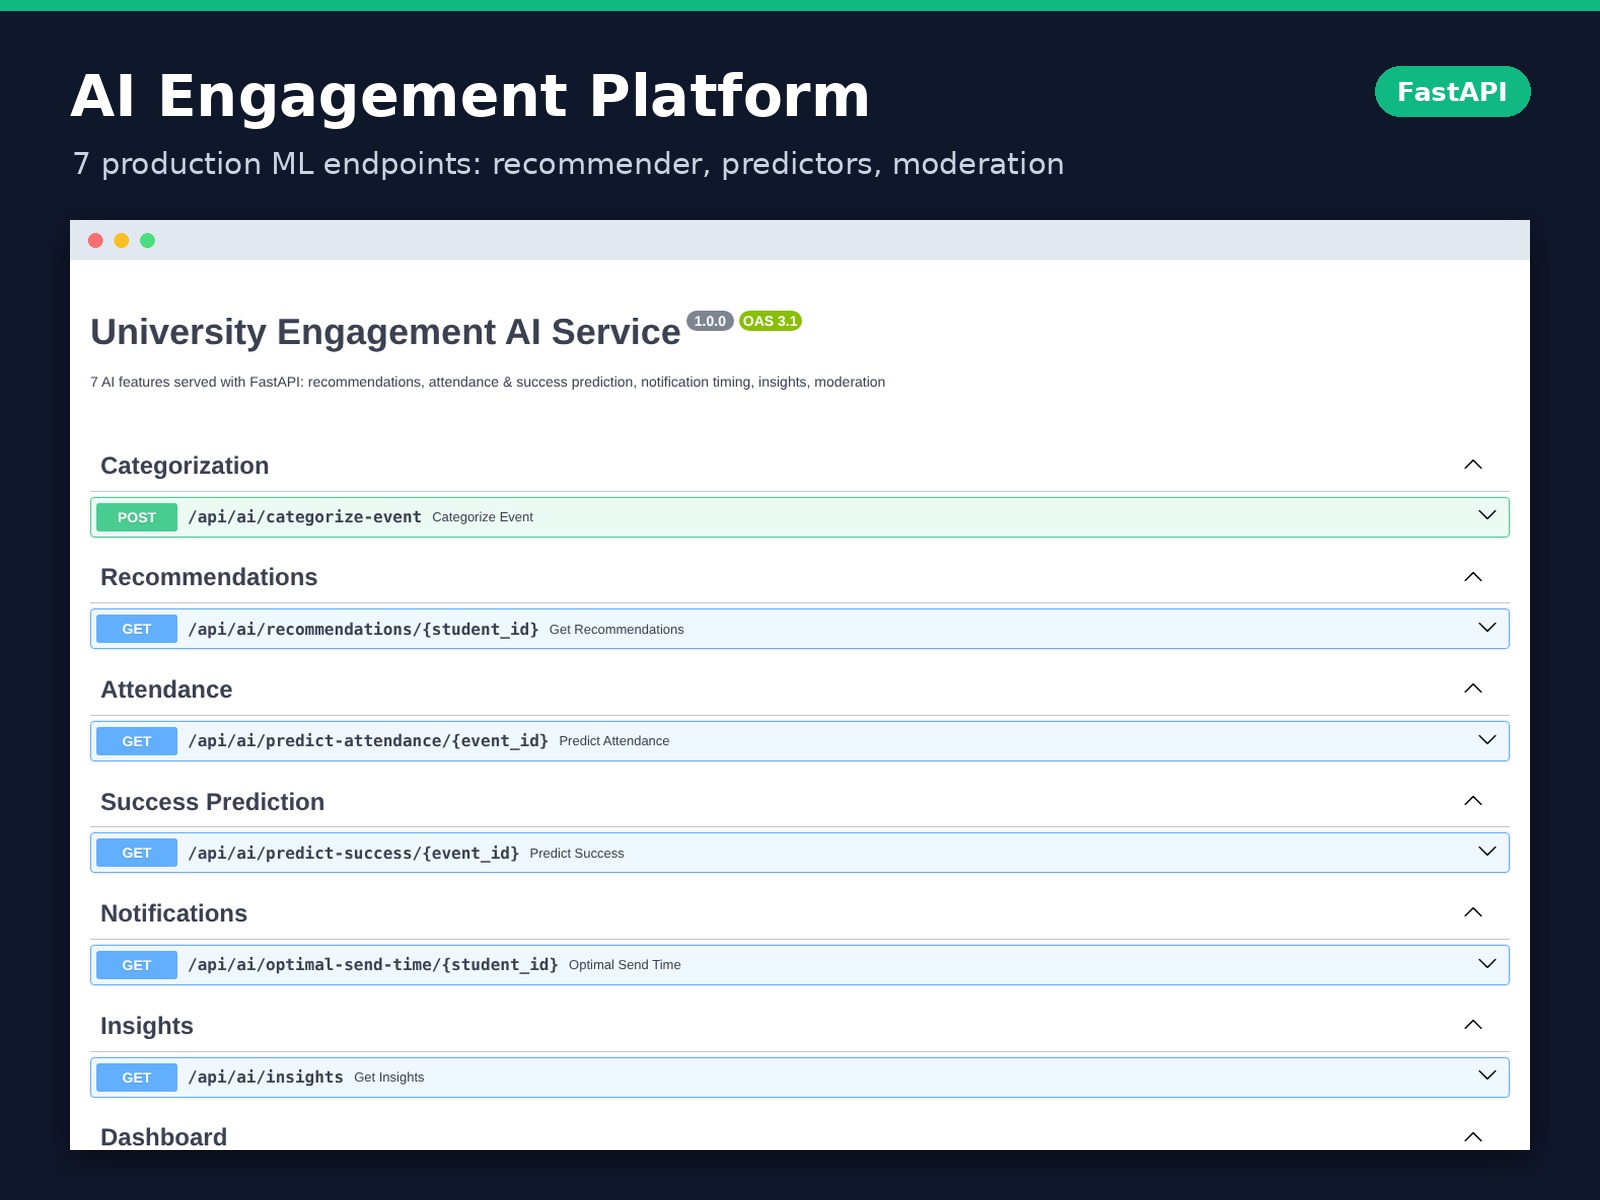 AI Engagement Platform
FastAPI
7 production ML endpoints: recommender, predictors, moderation
University Engagement AI Service 1.0.0 OAS 3.1
7 AI features served with FastAPI: recommendations, attendance & success prediction, notification timing, insights, moderation
Categorization
POST /api/ai/categorize-event Categorize Event
Recommendations
GET /api/ai/recommendations/{student_id} Get Recommendations
Attendance
GET /api/ai/predict-attendance/{event_id} Predict Attendance
Success Prediction
GET /api/ai/predict-success/{event_id} Predict Success
Notifications
GET /api/ai/optimal-send-time/{student_id} Optimal Send Time
Insights
GET /api/ai/insights Get Insights
Dashboard